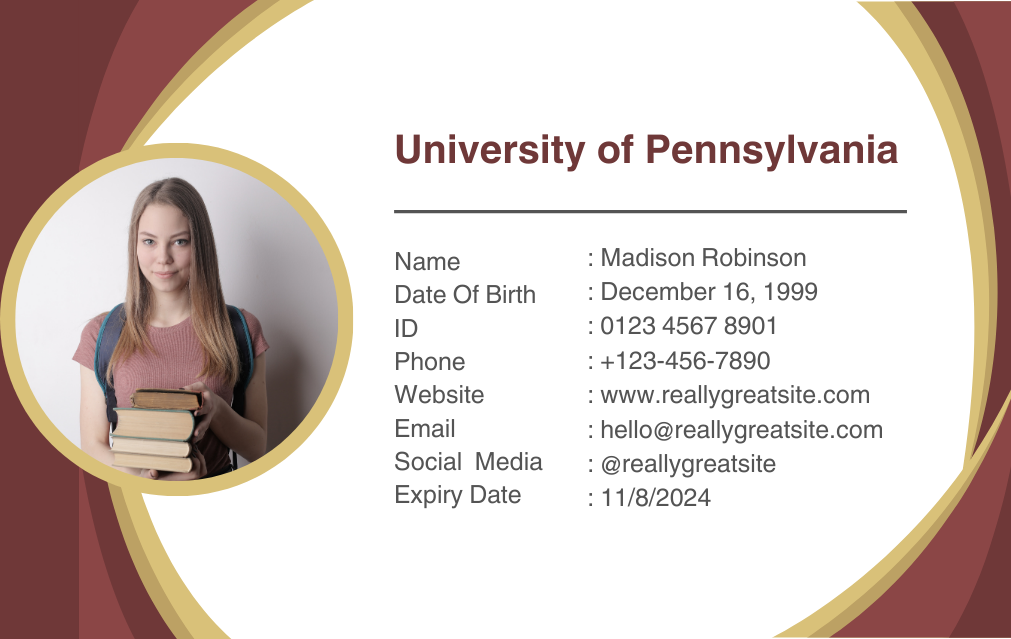 University of Pennsylvania
Name : Madison Robinson
Date Of Birth : December 16, 1999
ID : 0123 4567 8901
Phone : +123-456-7890
Website : www.reallygreatsite.com
Email : hello@reallygreatsite.com
Social Media : @reallygreatsite
Expiry Date : 11/8/2024